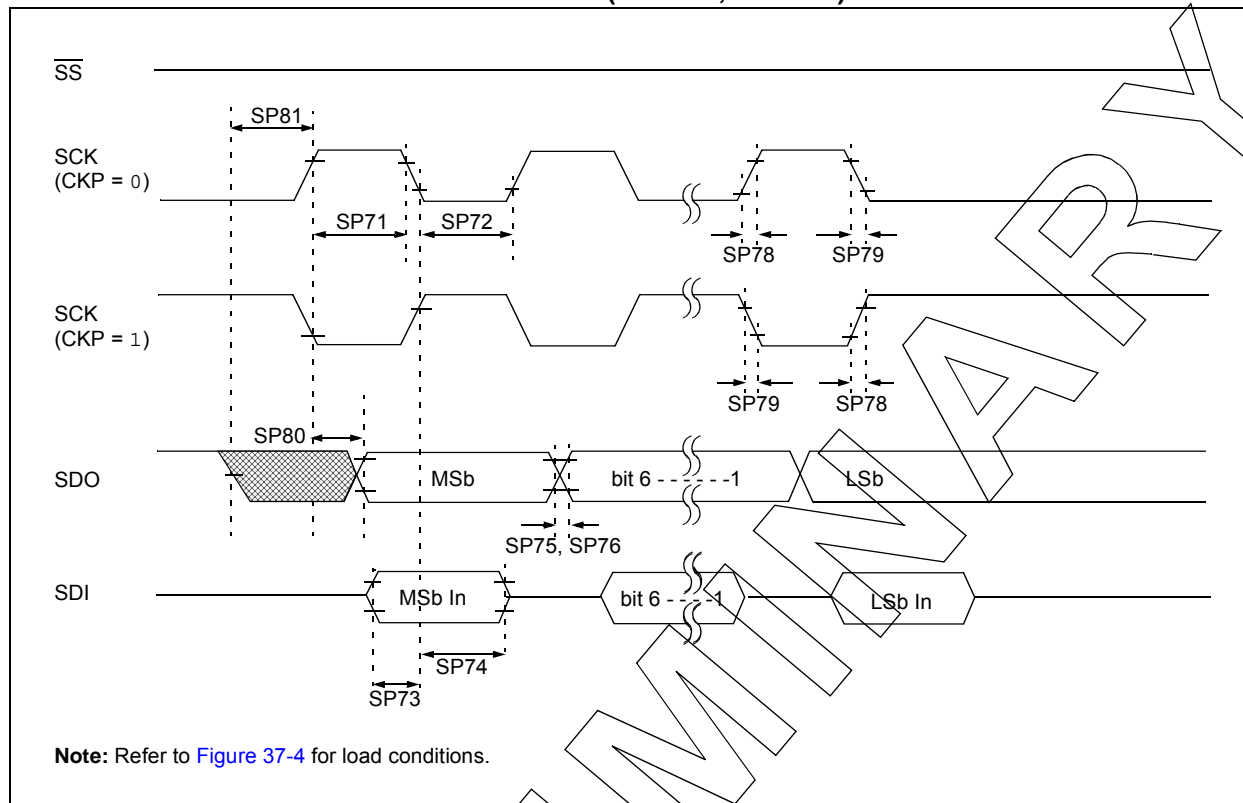 SS
SP81
SCK
(CKP = 0)
SP71
SP72
SP78
SP79
SCK
(CKP = 1)
SP79
SP78
SP80
SDO
MSb
bit 6 - - - - - -1
LSb
SP75, SP76
SDI
MSb In
bit 6 - - - - -1
LSb In
SP74
SP73
Note: Refer to Figure 37-4 for load conditions.